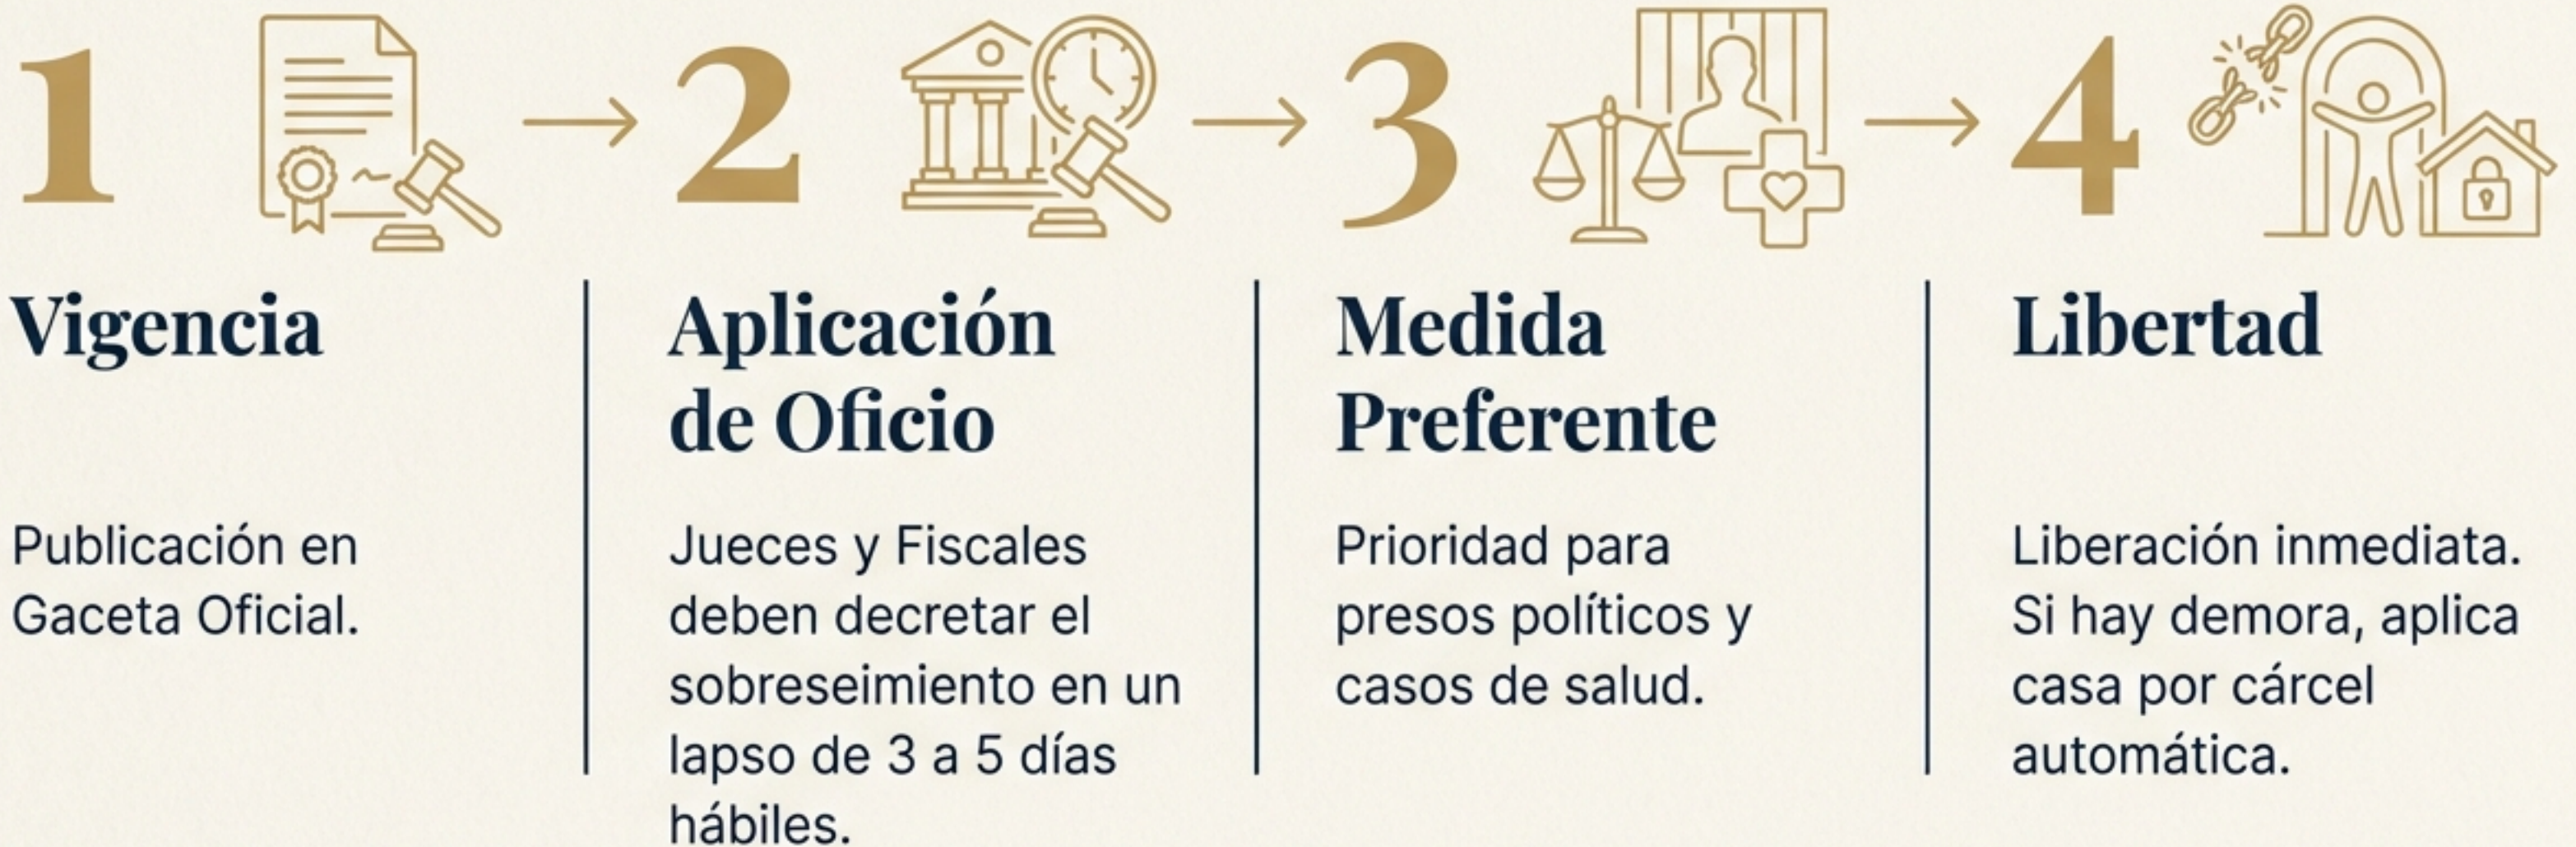 1
Vigencia
Publicación en
Gaceta Oficial.
2
Aplicación
de Oficio
Jueces y Fiscales
deben decretar el
sobreseimiento en un
lapso de 3 a 5 días
hábiles.
3
Medida
Preferente
Prioridad para
presos políticos y
casos de salud.
4
Libertad
Liberación inmediata.
Si hay demora, aplica
casa por cárcel
automática.